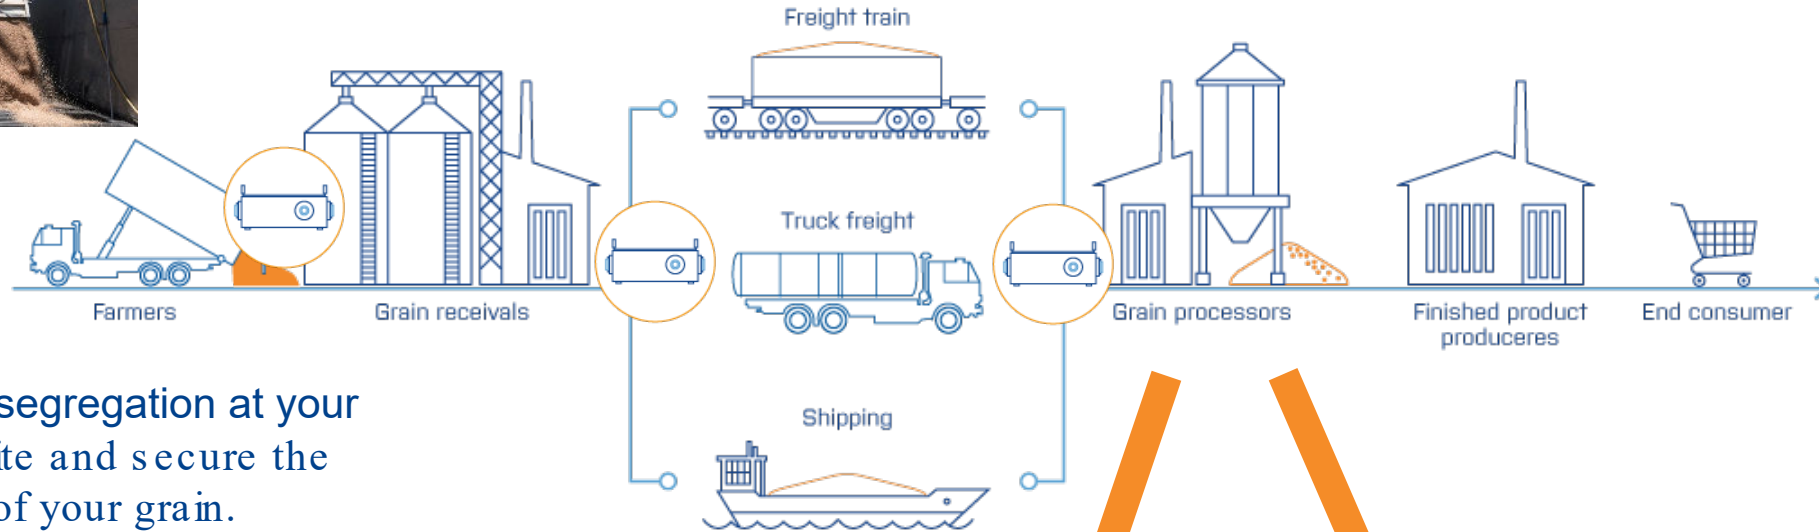 Freight train
Truck freight
Farmers
Grain receivals
Grain processors
Finished product
produceres
End consumer
Shipping
segregation at your
and secure the
of your grain.